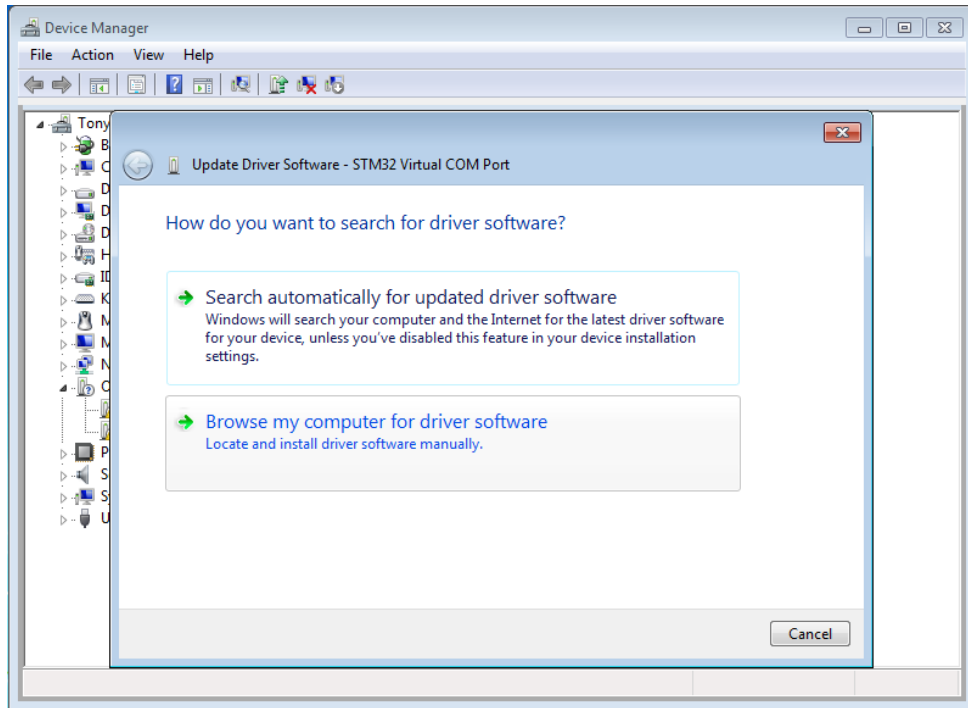 Device Manager
File Action View Help
Tony
B
C
D
D
D
H
ID
K
M
M
N
O
P
S
Sy
U
Update Driver Software - STM32 Virtual COM Port
How do you want to search for driver software?
Search automatically for updated driver software
Windows will search your computer and the Internet for the latest driver software
for your device, unless you've disabled this feature in your device installation
settings.
Browse my computer for driver software
Locate and install driver software manually.
Cancel